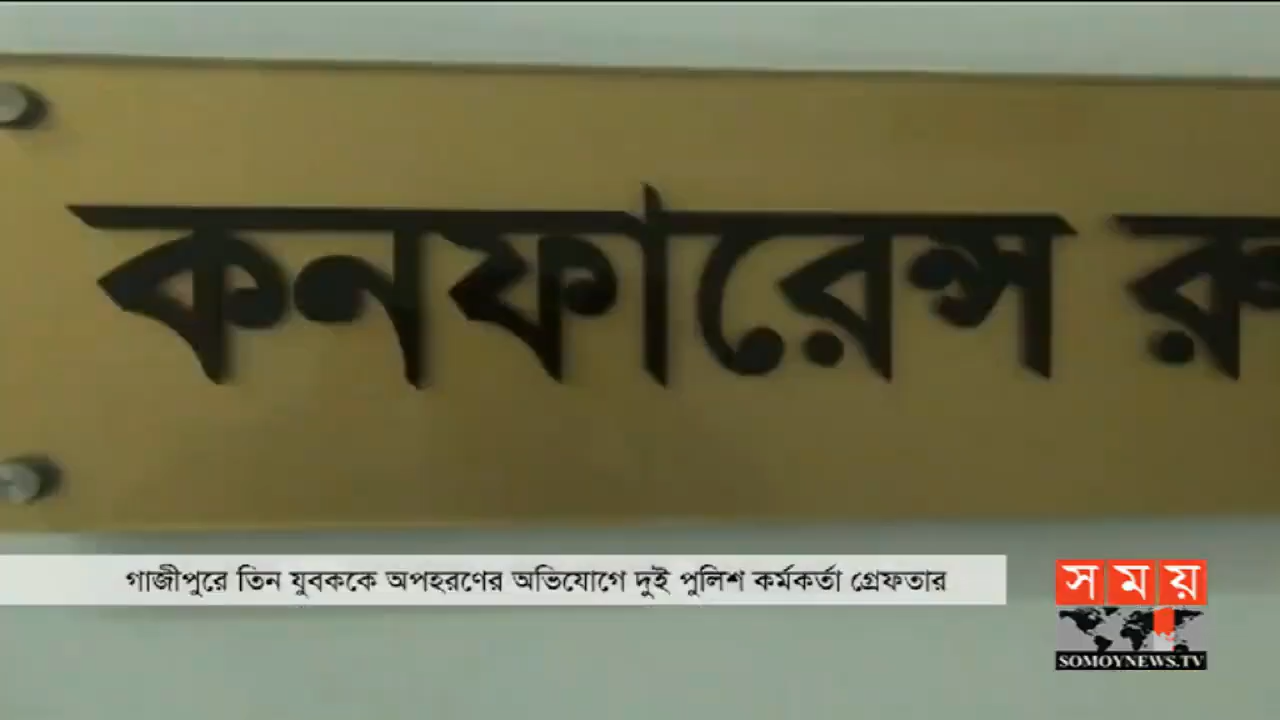 কনফারেন্স রু
গাজীপুরে তিন যুবককে অপহরণের অভিযোগে দুই পুলিশ কর্মকর্তা গ্রেফতার
সময়
SOMOYNEWS.TV